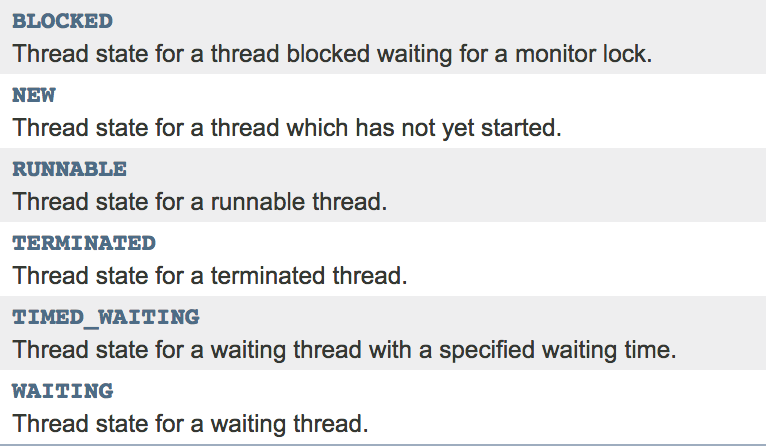 BLOCKED
Thread state for a thread blocked waiting for a monitor lock.
NEW
Thread state for a thread which has not yet started.
RUNNABLE
Thread state for a runnable thread.
TERMINATED
Thread state for a terminated thread.
TIMED_WAITING
Thread state for a waiting thread with a specified waiting time.
WAITING
Thread state for a waiting thread.